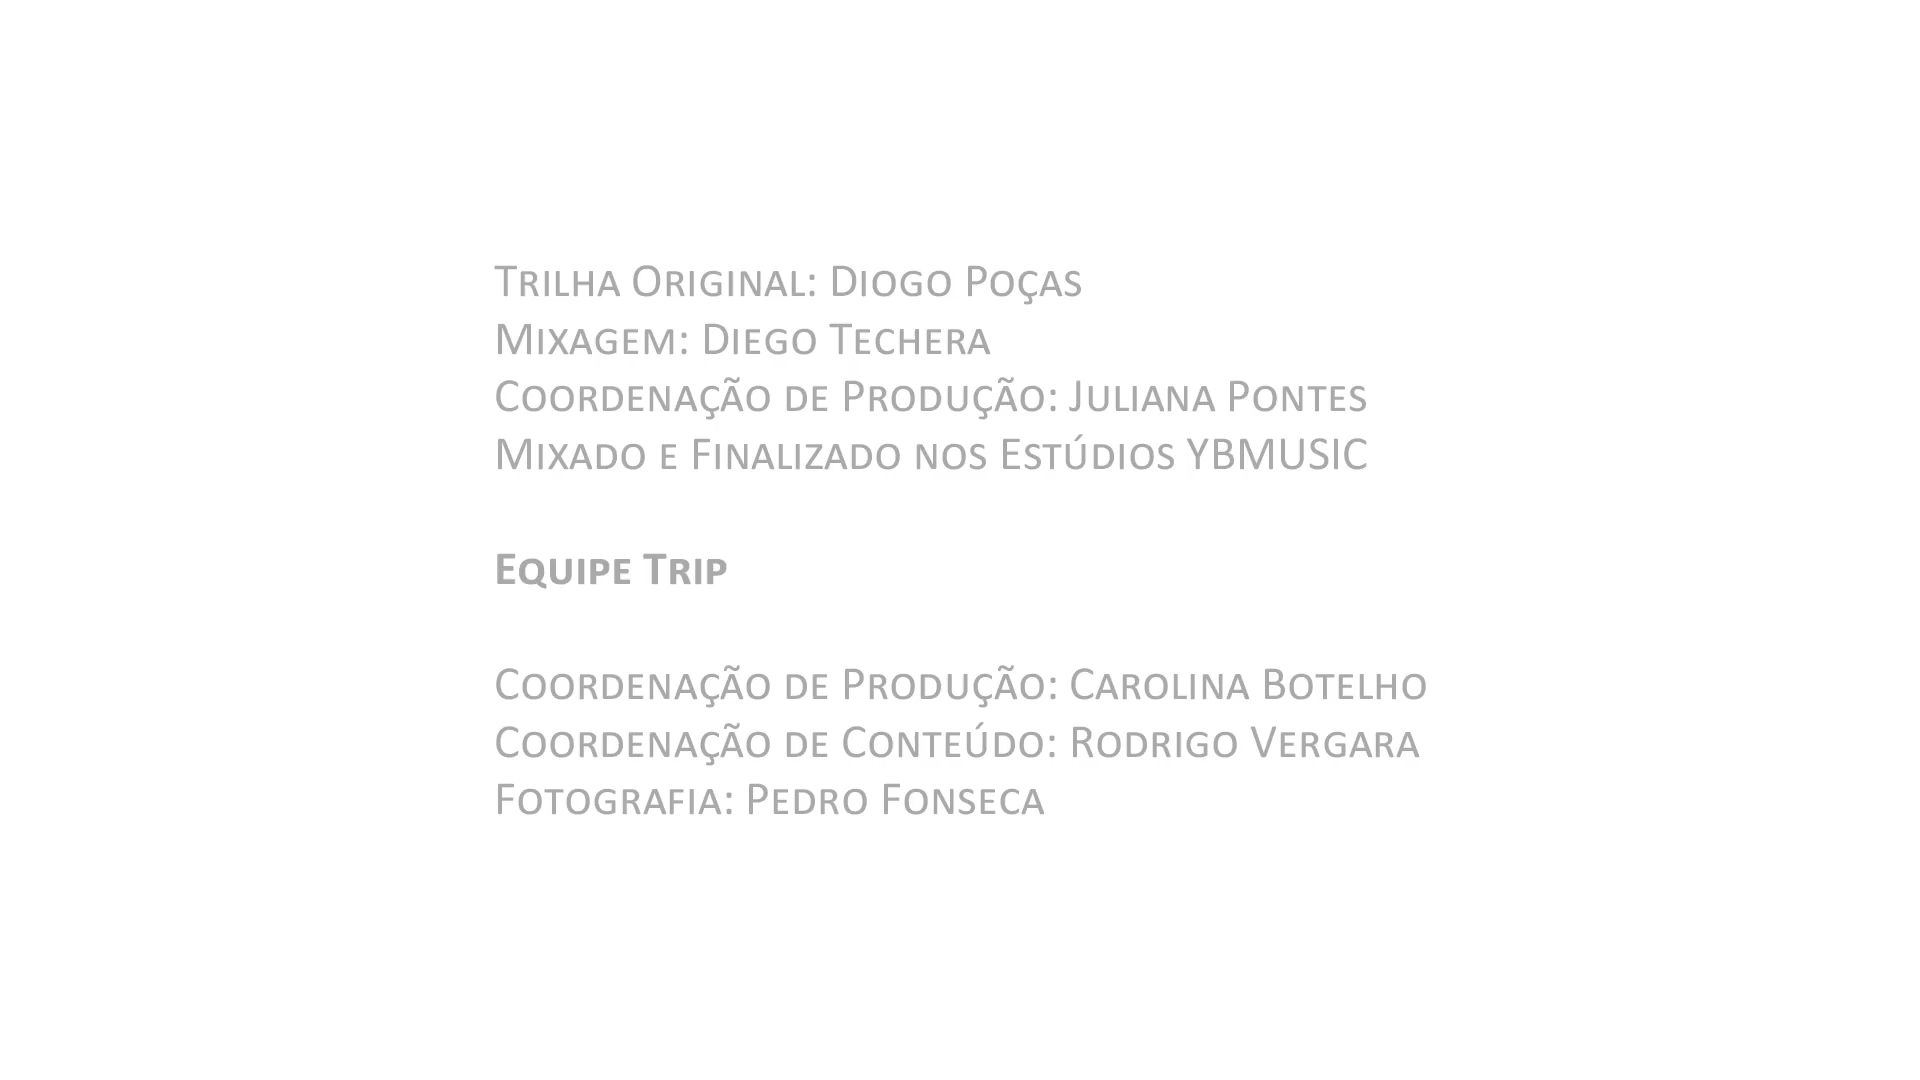 Trilha Original: Diogo Poças
Mixagem: Diego Techera
Coordenação de Produção: Juliana Pontes
Mixado e Finalizado nos Estúdios YBMUSIC
Equipe Trip
Coordenação de Produção: Carolina Botelho
Coordenação de Conteúdo: Rodrigo Vergara
Fotografia: Pedro Fonseca